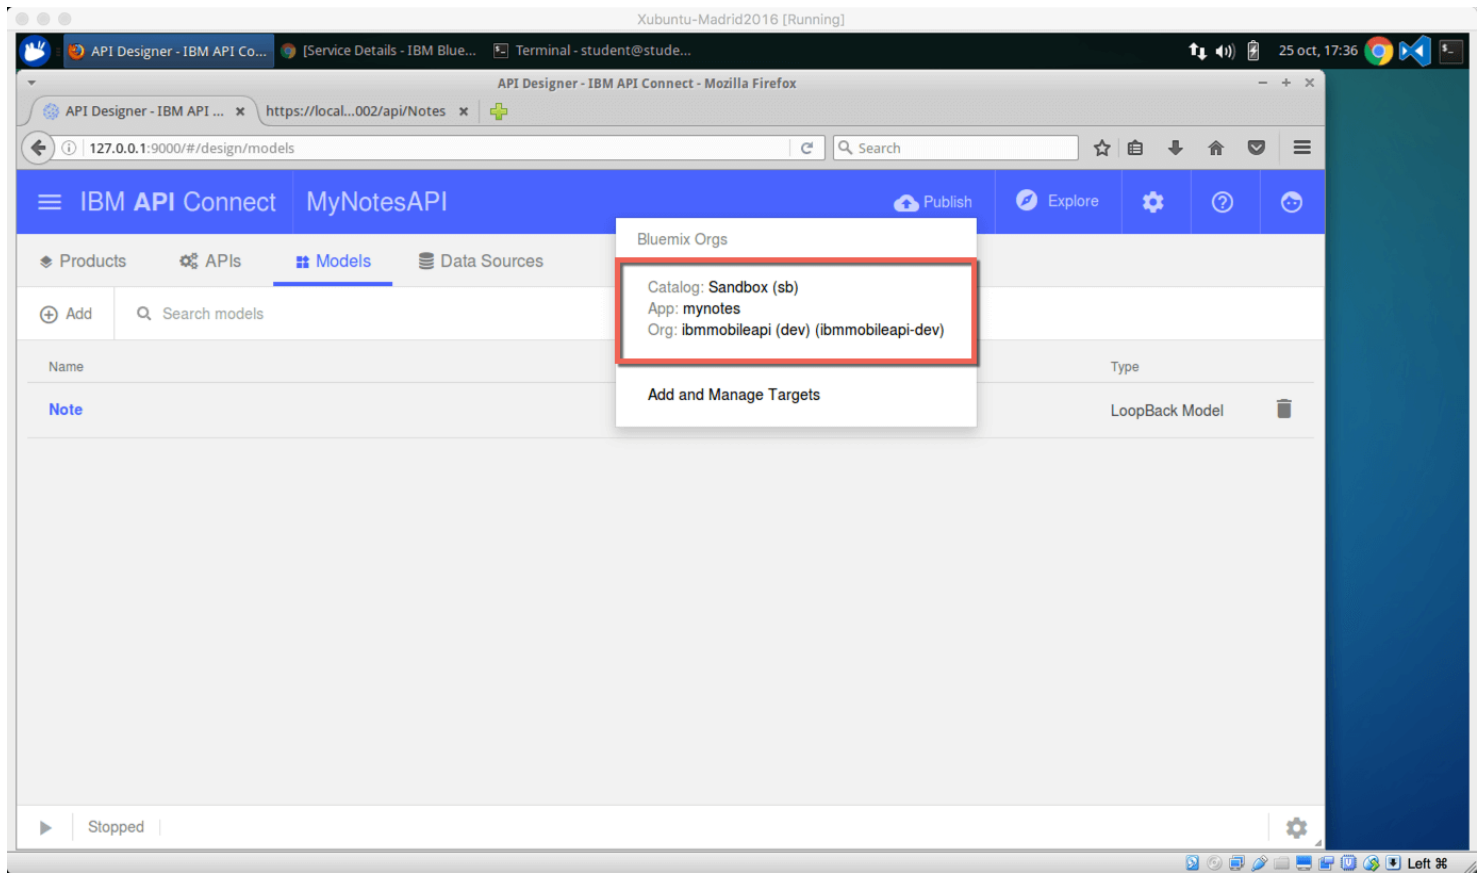 Xubuntu-Madrid2016 [Running]
API Designer - IBM API Co... [Service Details - IBM Blue... Terminal - student@stude... 25 oct, 17:36
API Designer - IBM API Connect - Mozilla Firefox
API Designer - IBM API ... https://local...002/api/Notes
127.0.0.1:9000/#/design/models Search
IBM API Connect MyNotesAPI Publish Explore
Products APIs Models Data Sources
Bluemix Orgs
Add Search models
Catalog: Sandbox (sb)
App: mynotes
Org: ibmmobileapi (dev) (ibmmobileapi-dev)
Name Type
Add and Manage Targets
Note LoopBack Model
Stopped
Left ⌘